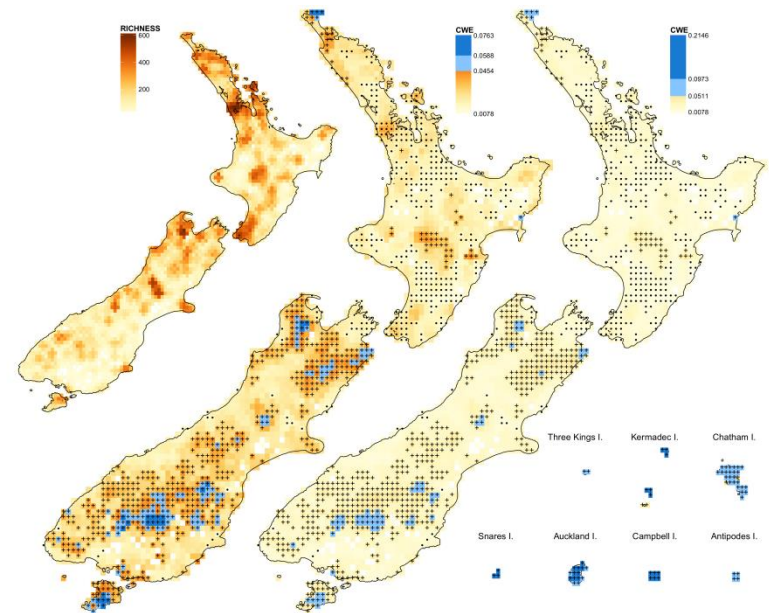 RICHNESS
600
400
200
CWE
0.0763
0.0588
0.0454
0.0078
CWE
0.2146
0.0973
0.0511
0.0078
Three Kings I.
Kermadec I.
Chatham I.
Snares I.
Auckland I.
Campbell I.
Antipodes I.